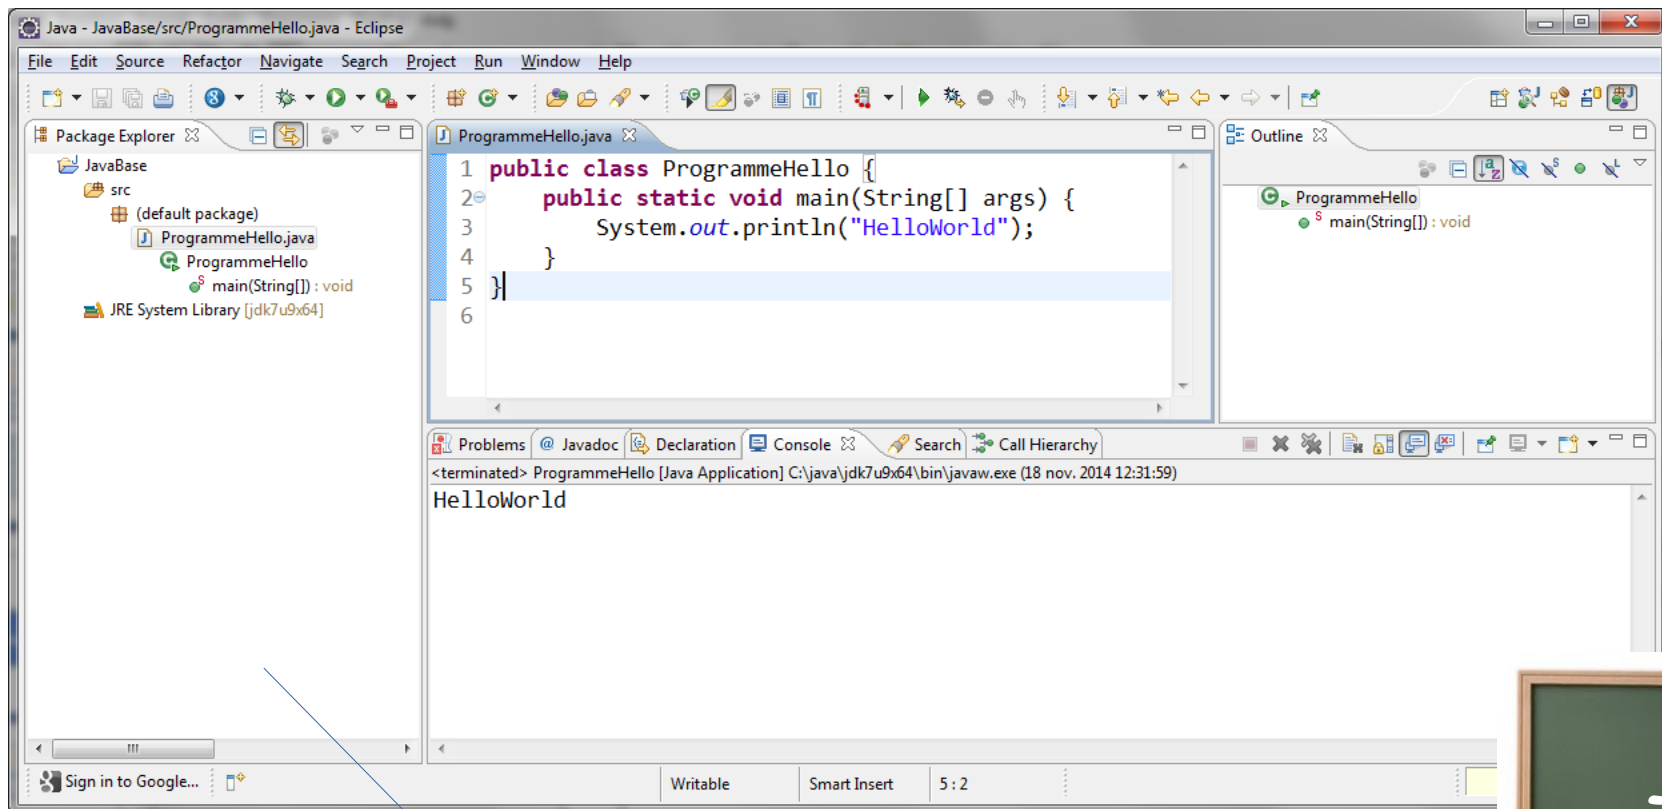 Java - JavaBase/src/ProgrammeHello.java - Eclipse
File Edit Source Refactor Navigate Search Project Run Window Help
Package Explorer
JavaBase
src
(default package)
ProgrammeHello.java
ProgrammeHello
main(String[]) : void
JRE System Library [jdk7u9x64]
ProgrammeHello.java
1 public class ProgrammeHello {
2 public static void main(String[] args) {
3 System.out.println("HelloWorld");
4 }
5 }
6
Outline
ProgrammeHello
main(String[]) : void
Problems @ Javadoc Declaration Console Search Call Hierarchy
<terminated> ProgrammeHello [Java Application] C:\java\jdk7u9x64\bin\javaw.exe (18 nov. 2014 12:31:59)
HelloWorld
Sign in to Google...
Writable
Smart Insert
5 : 2